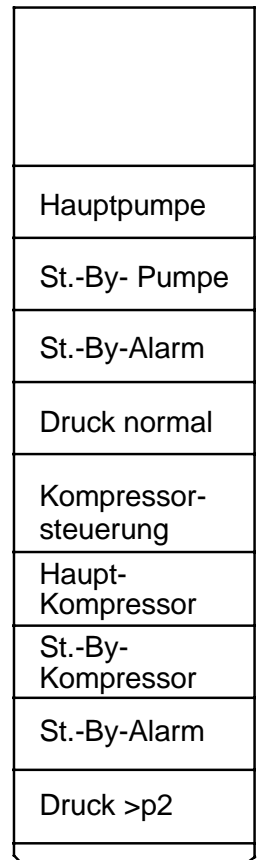 Hauptpumpe
St.-By- Pumpe
St.-By-Alarm
Druck normal
Kompressor-
steuerung
Haupt-
Kompressor
St.-By-
Kompressor
St.-By-Alarm
Druck >p2